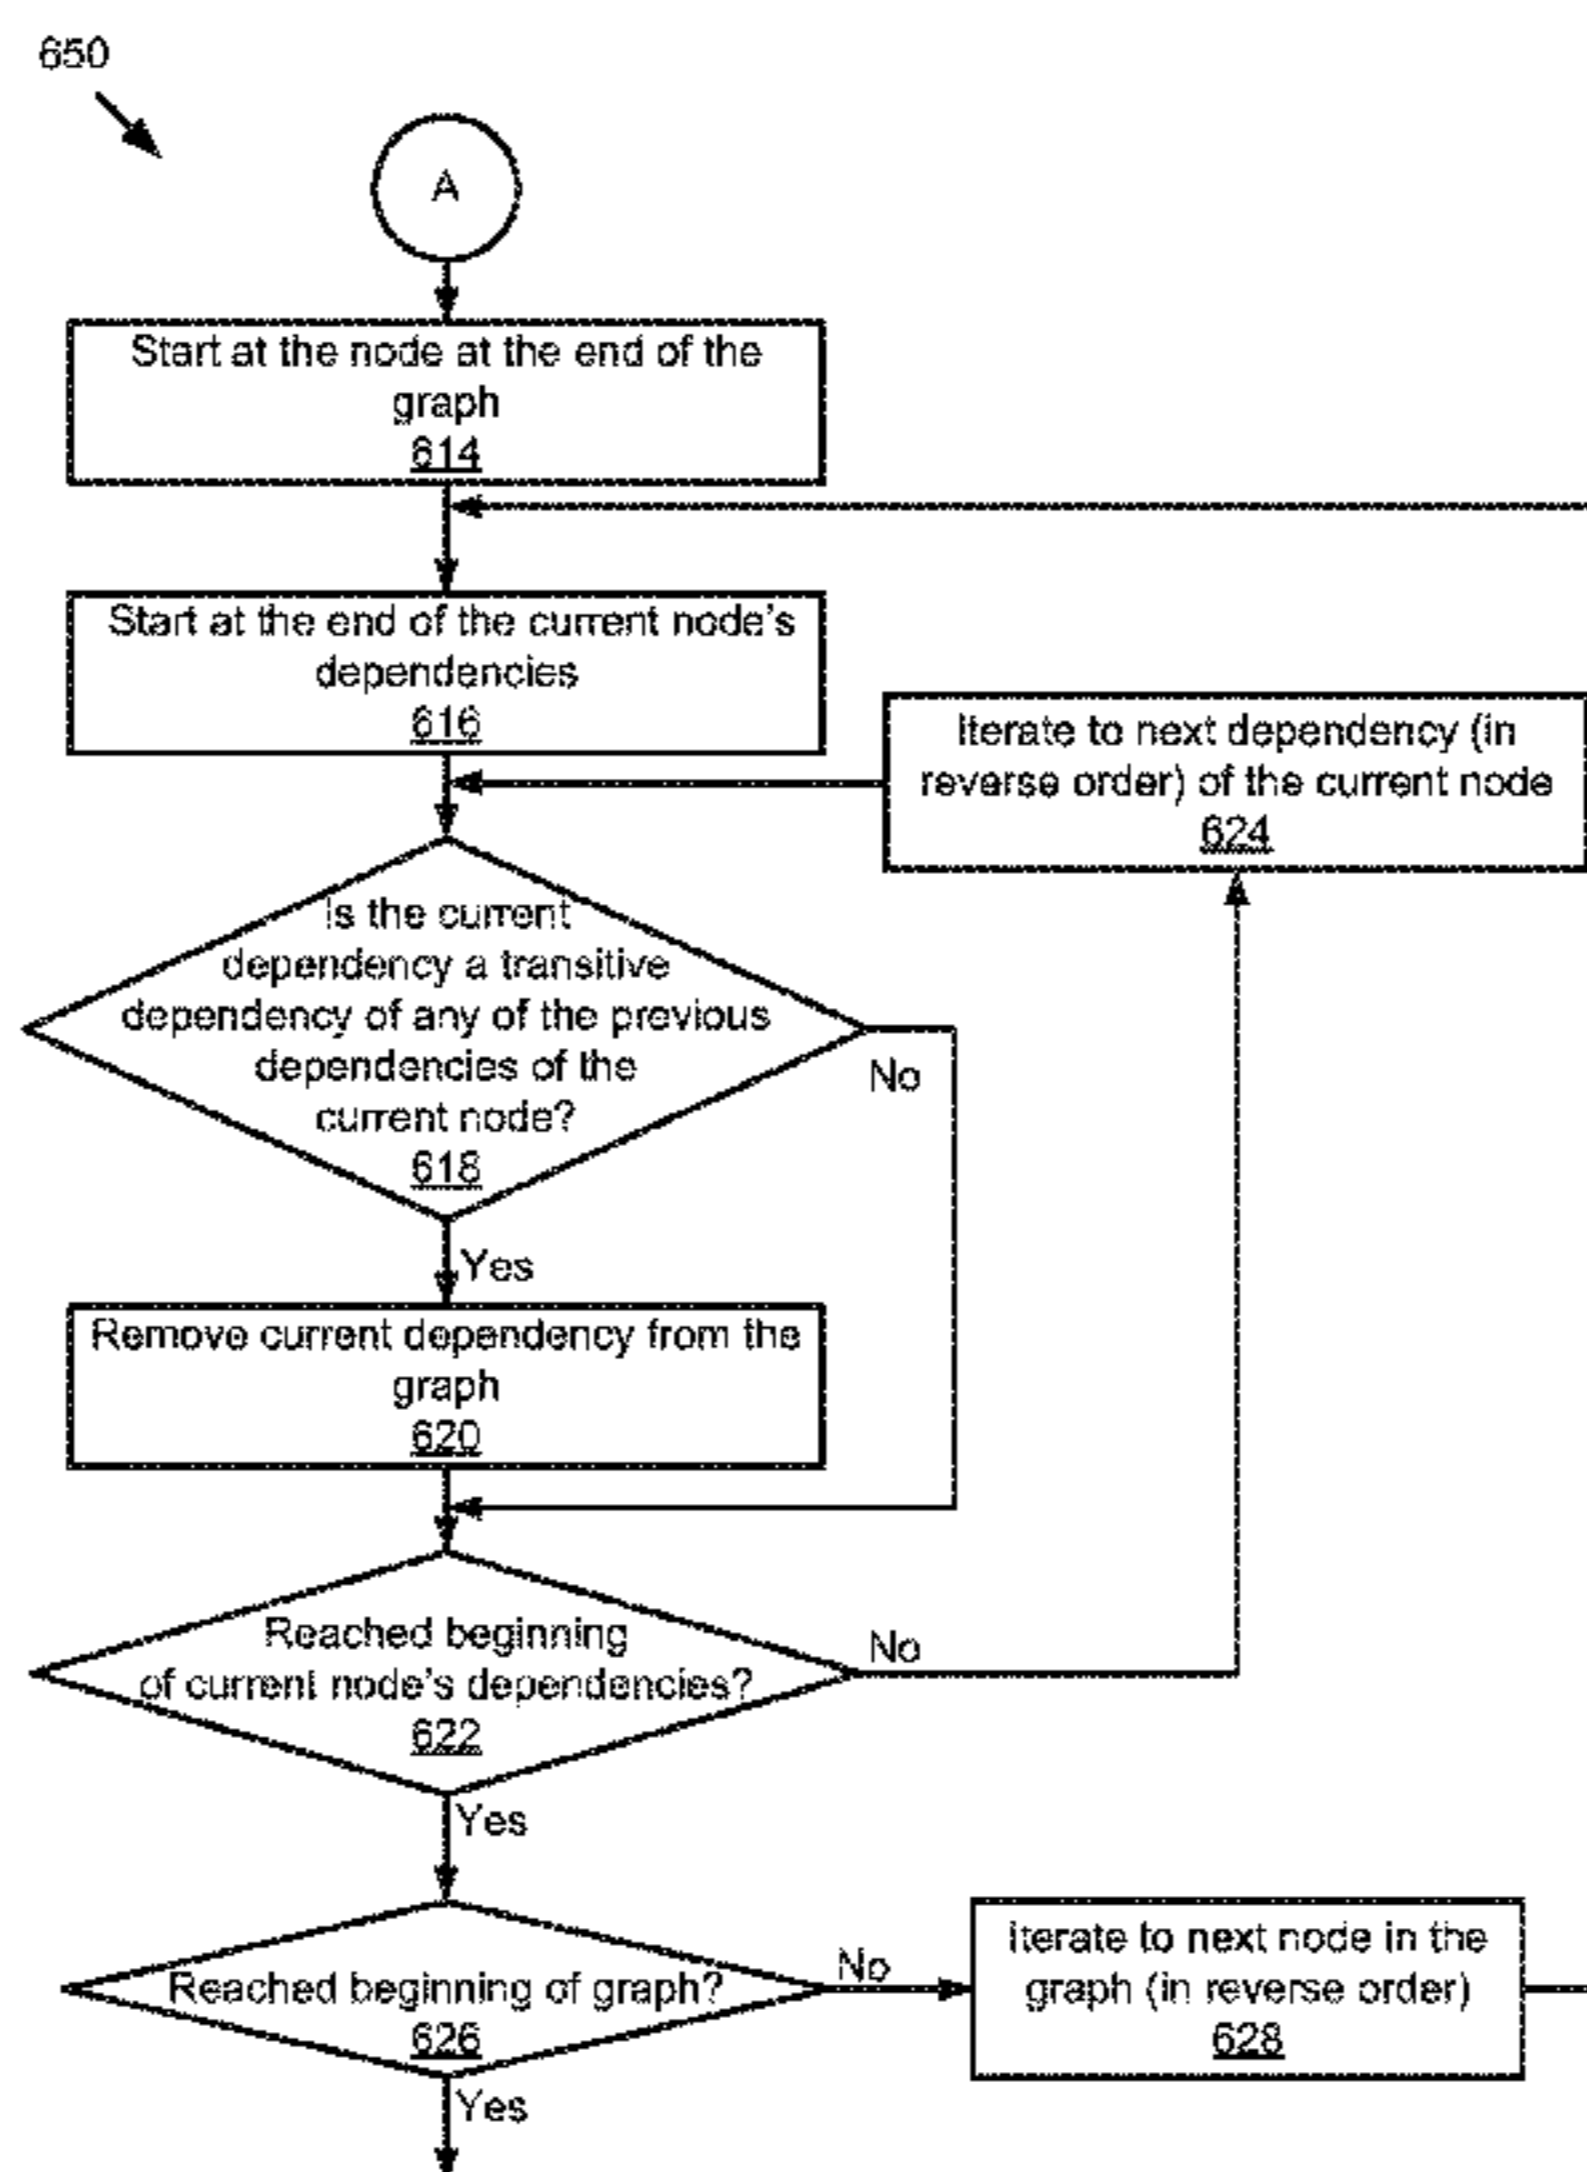 650
A
Start at the node at the end of the
graph
614
Start at the end of the current node's
dependencies
616
Iterate to next dependency (in
reverse order) of the current node
624
Is the current
dependency a transitive
dependency of any of the previous
dependencies of the
current node?
618
No
Yes
Remove current dependency from the
graph
620
Reached beginning
of current node's dependencies?
622
No
Yes
Reached beginning of graph?
626
No
Iterate to next node in the
graph (in reverse order)
628
Yes